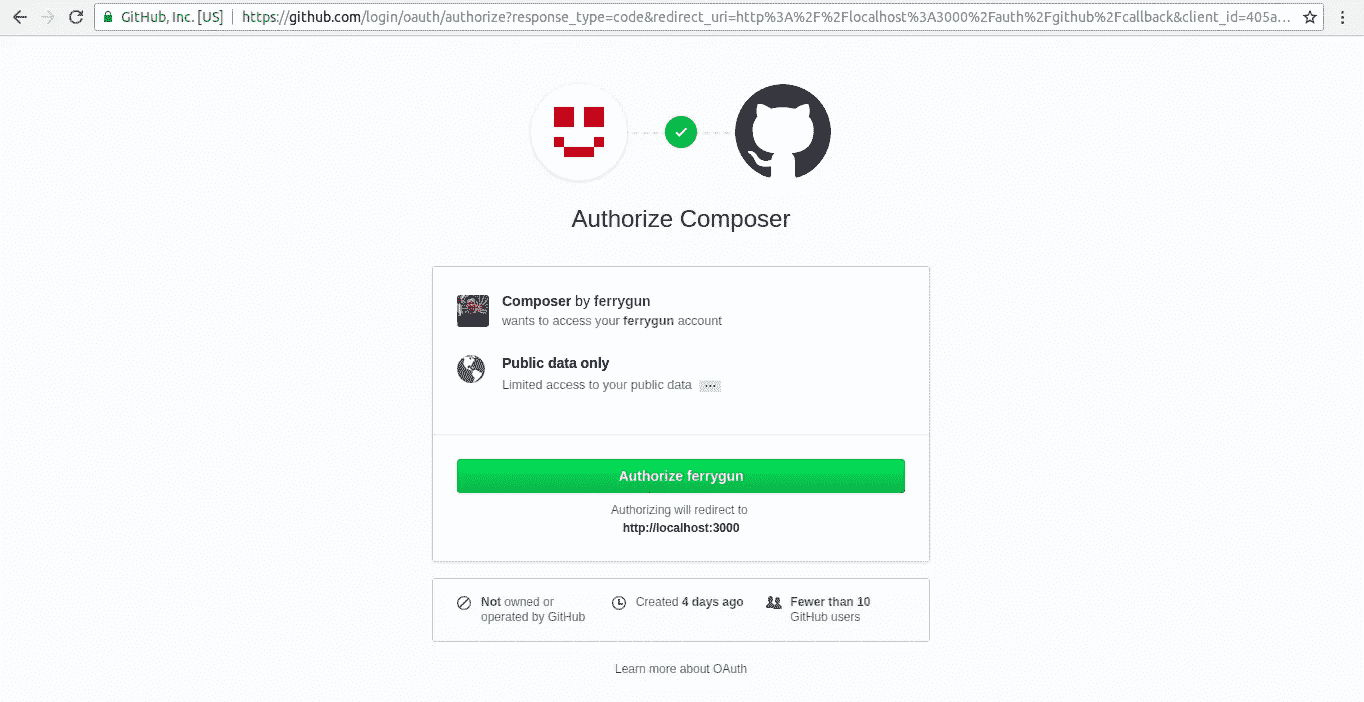 GitHub, Inc. [US] https://github.com/login/oauth/authorize?response_type=code&redirect_uri=http%3A%2F%2Flocalhost%3A3000%2Fauth%2Fgithub%2Fcallback&client_id=405a...
Authorize Composer
Composer by ferrygun
wants to access your ferrygun account
Public data only
Limited access to your public data ...
Authorize ferrygun
Authorizing will redirect to
http://localhost:3000
Not owned or
operated by GitHub
Created 4 days ago
Fewer than 10
GitHub users
Learn more about OAuth